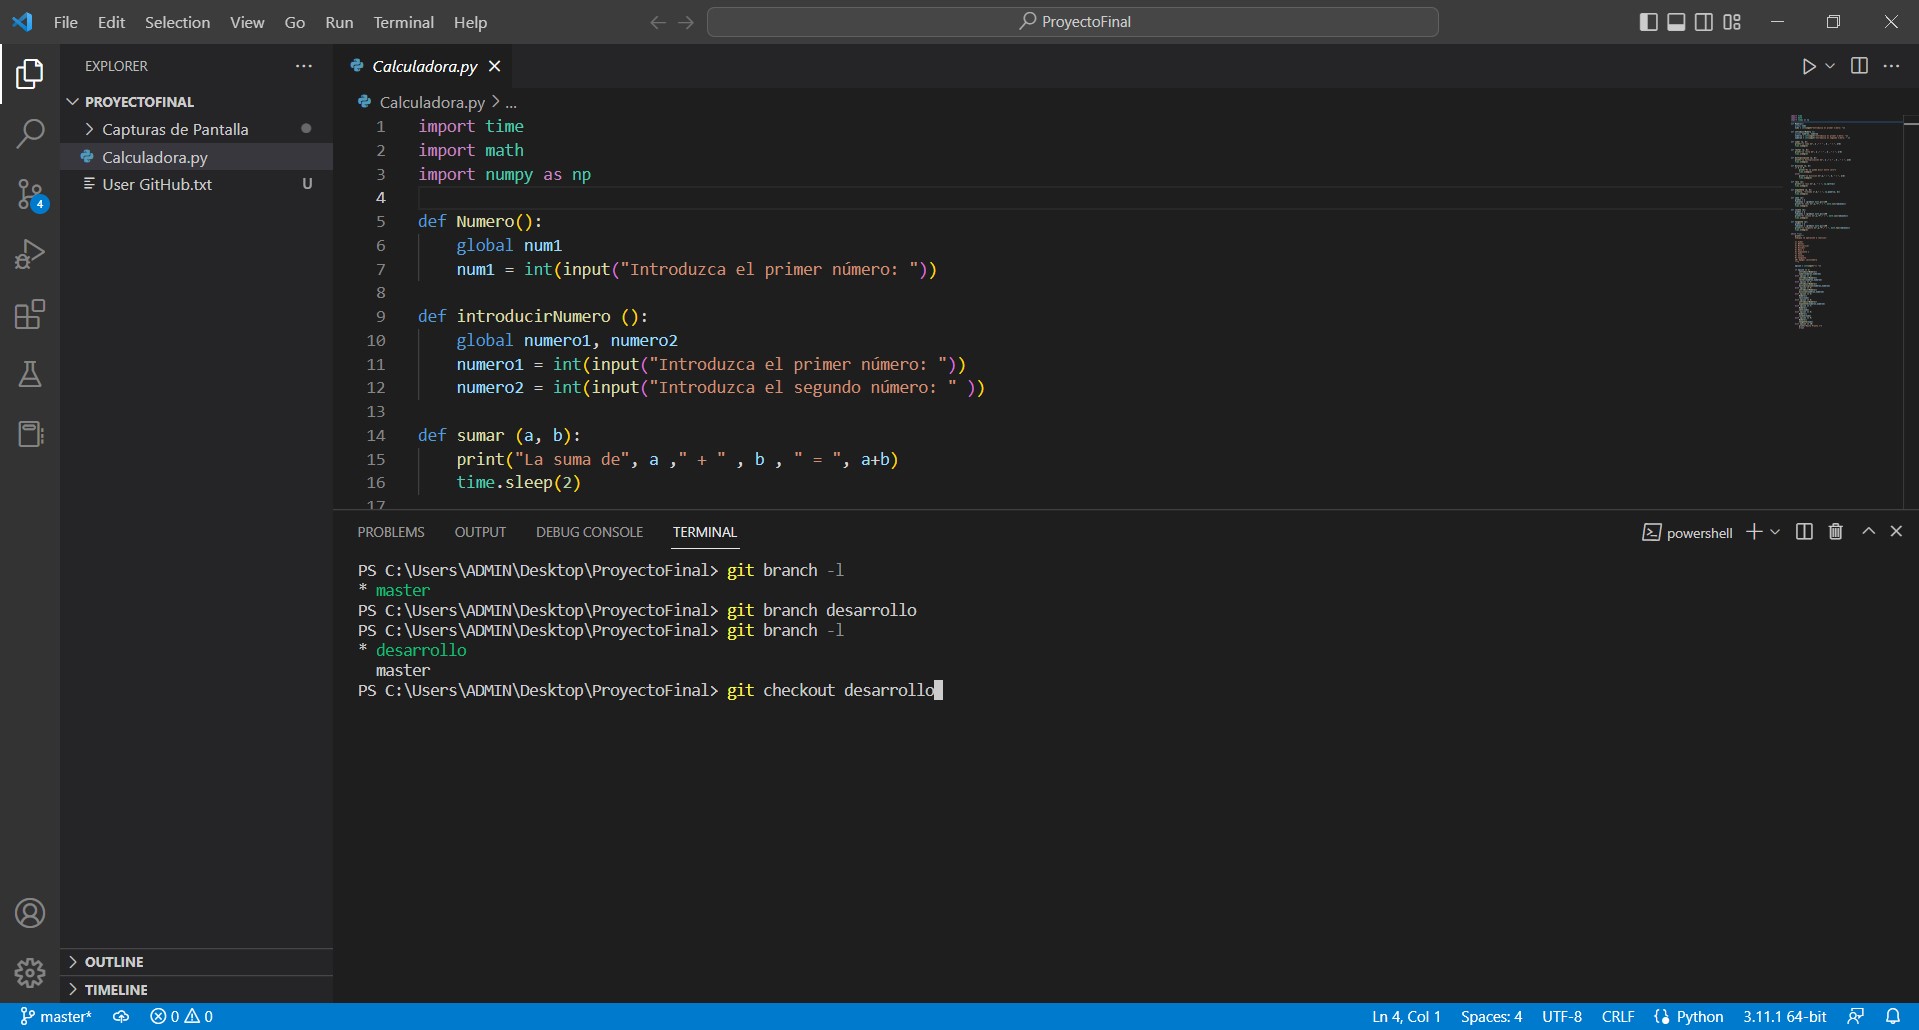 File Edit Selection View Go Run Terminal Help
ProyectoFinal
EXPLORER
PROYECTOFINAL
Capturas de Pantalla
Calculadora.py
User GitHub.txt U
4
OUTLINE
TIMELINE
Calculadora.py
Calculadora.py > ...
1 import time
2 import math
3 import numpy as np
4
5 def Numero():
6 global num1
7 num1 = int(input("Introduzca el primer número: "))
8
9 def introducirNumero ():
10 global numero1, numero2
11 numero1 = int(input("Introduzca el primer número: "))
12 numero2 = int(input("Introduzca el segundo número: " ))
13
14 def sumar (a, b):
15 print("La suma de", a ," + " , b , " = ", a+b)
16 time.sleep(2)
17
PROBLEMS OUTPUT DEBUG CONSOLE TERMINAL
powershell
PS C:\Users\ADMIN\Desktop\ProyectoFinal> git branch -l
* master
PS C:\Users\ADMIN\Desktop\ProyectoFinal> git branch desarrollo
PS C:\Users\ADMIN\Desktop\ProyectoFinal> git branch -l
* desarrollo
master
PS C:\Users\ADMIN\Desktop\ProyectoFinal> git checkout desarrollo
master* 0 0
Ln 4, Col 1 Spaces: 4 UTF-8 CRLF Python 3.11.1 64-bit